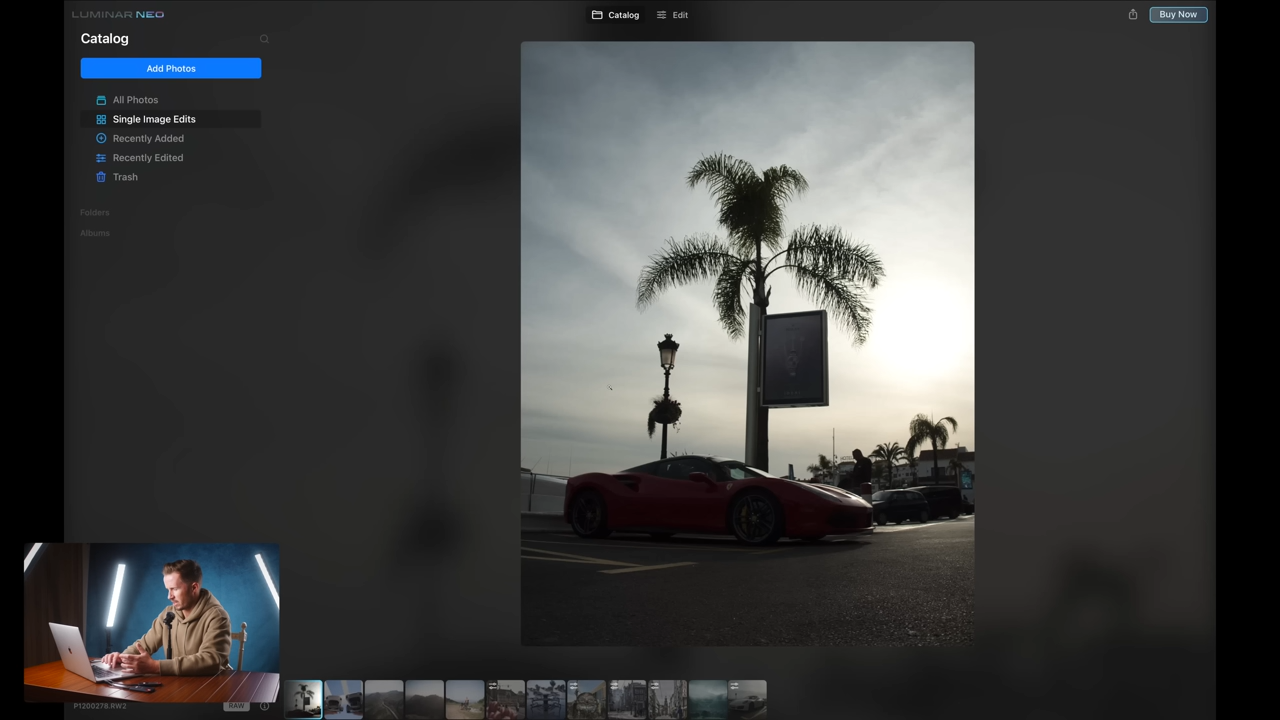 LUMINAR NEO
Catalog
Edit
Buy Now
Catalog
Add Photos
All Photos
Single Image Edits
Recently Added
Recently Edited
Trash
Folders
Albums
P1200278.RW2
RAW